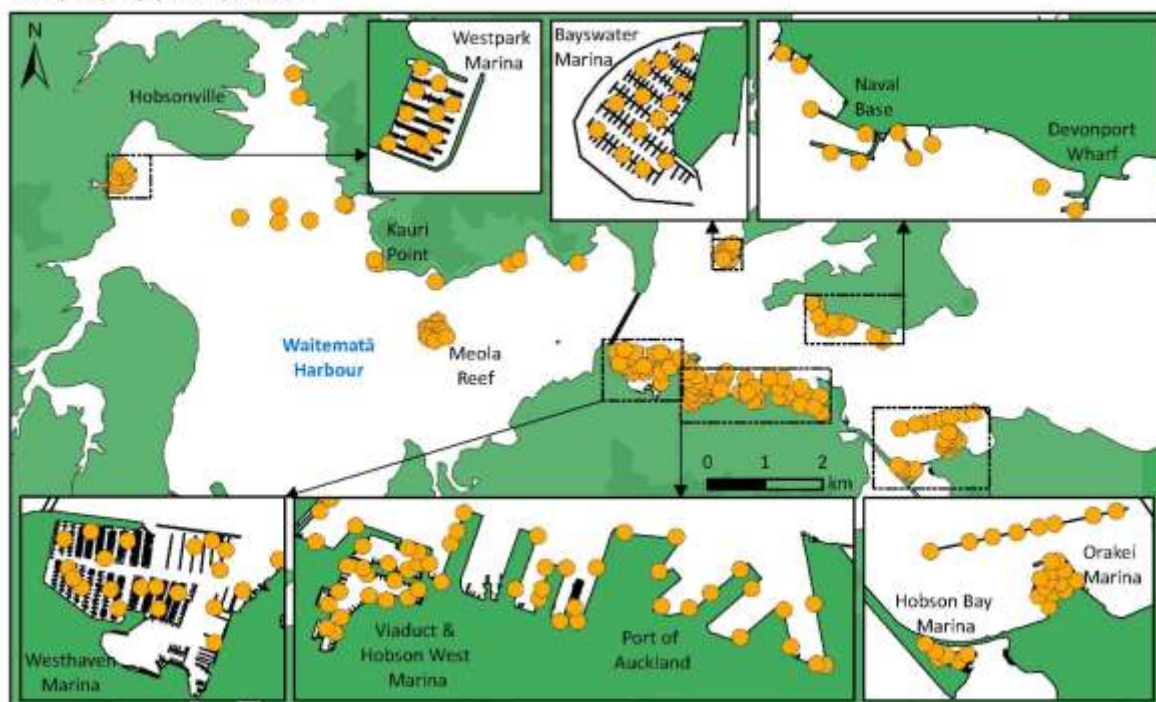 N
Hobsonville
Westpark
Marina
Bayswater
Marina
Naval
Base
Devonport
Wharf
Kauri
Point
Waitematā
Harbour
Meola
Reef
0 1 2
km
Westhaven
Marina
Viaduct &
Hobson West
Marina
Port of
Auckland
Hobson Bay
Marina
Orakei
Marina